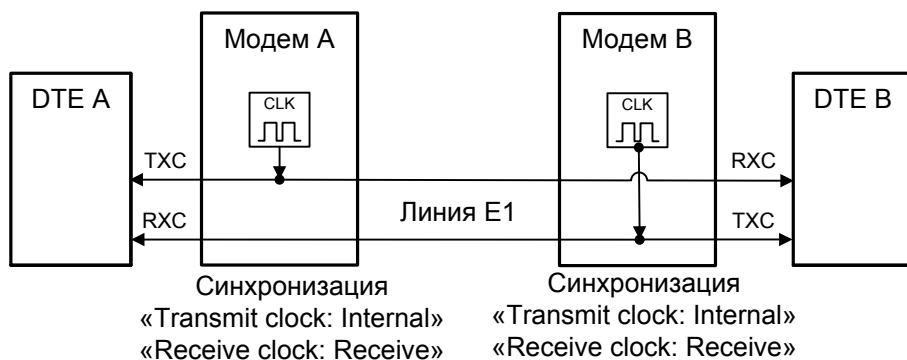 Модем А
Модем В
DTE A
CLK
CLK
DTE B
TXC
RXC
Линия E1
RXC
TXC
Синхронизация
«Transmit clock: Internal»
«Receive clock: Receive»
Синхронизация
«Transmit clock: Internal»
«Receive clock: Receive»